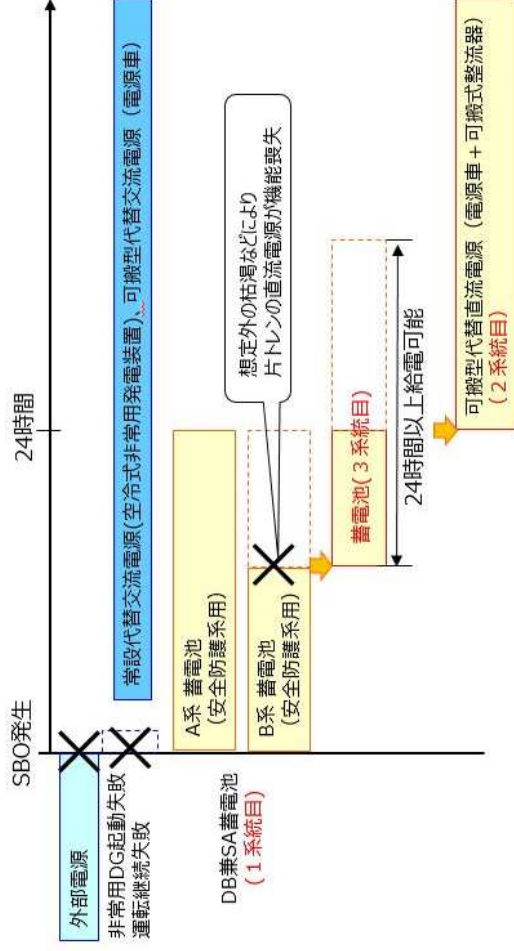 SBO発生
24時間
外部電源
非常用DG起動失敗
運転継続失敗
常設代替交流電源(空冷式非常用発電装置)、可搬型代替交流電源（電源車）
DB兼SA蓄電池
(１系統目)
A系 蓄電池
(安全防護系用)
B系 蓄電池
(安全防護系用)
想定外の枯渇などにより
片トレンの直流電源が機能喪失
蓄電池(３系統目)
24時間以上給電可能
可搬型代替直流電源（電源車＋可搬式整流器）
(２系統目)